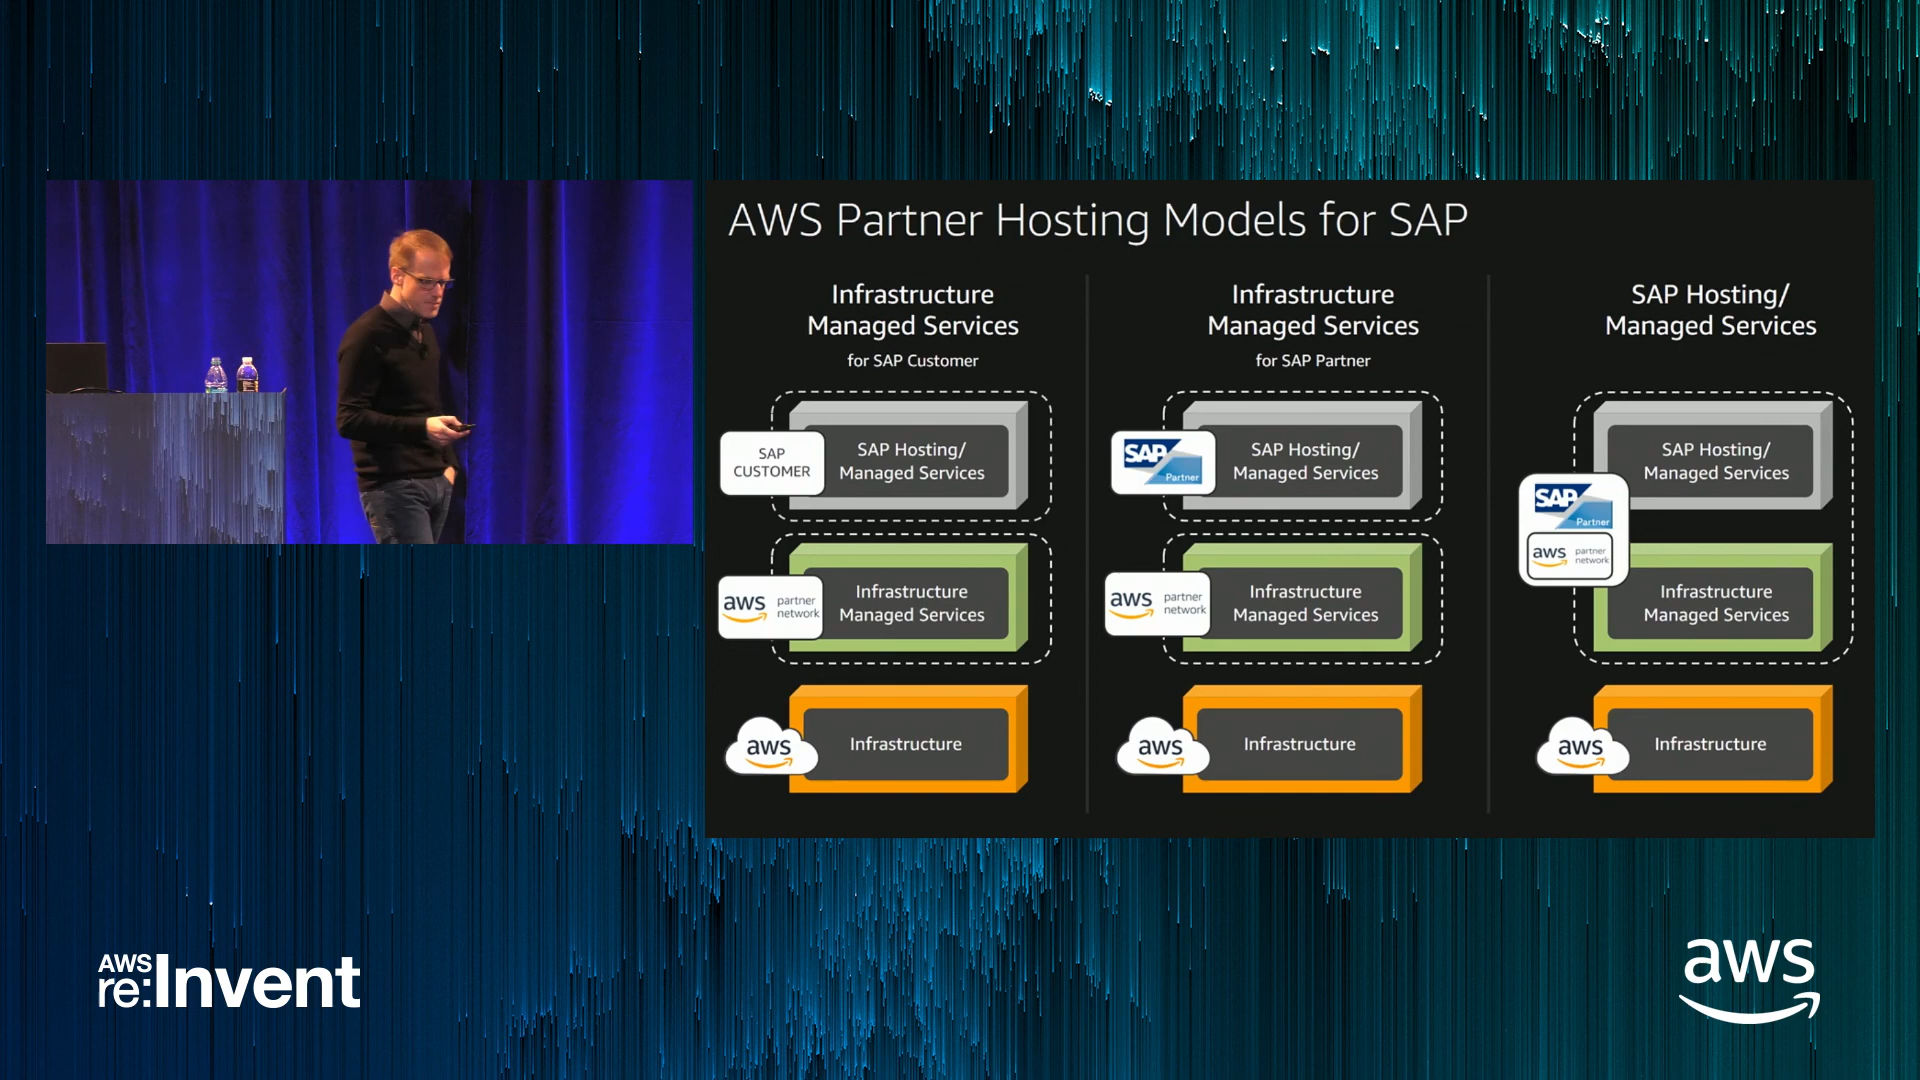 AWS Partner Hosting Models for SAP
Infrastructure
Managed Services
for SAP Customer
SAP
CUSTOMER
SAP Hosting/
Managed Services
aws partner
network
Infrastructure
Managed Services
aws
Infrastructure
Infrastructure
Managed Services
for SAP Partner
SAP
Partner
SAP Hosting/
Managed Services
aws partner
network
Infrastructure
Managed Services
aws
Infrastructure
SAP Hosting/
Managed Services
SAP
Partner
aws partner
network
SAP Hosting/
Managed Services
Infrastructure
Managed Services
aws
Infrastructure
AWS
re:Invent
aws